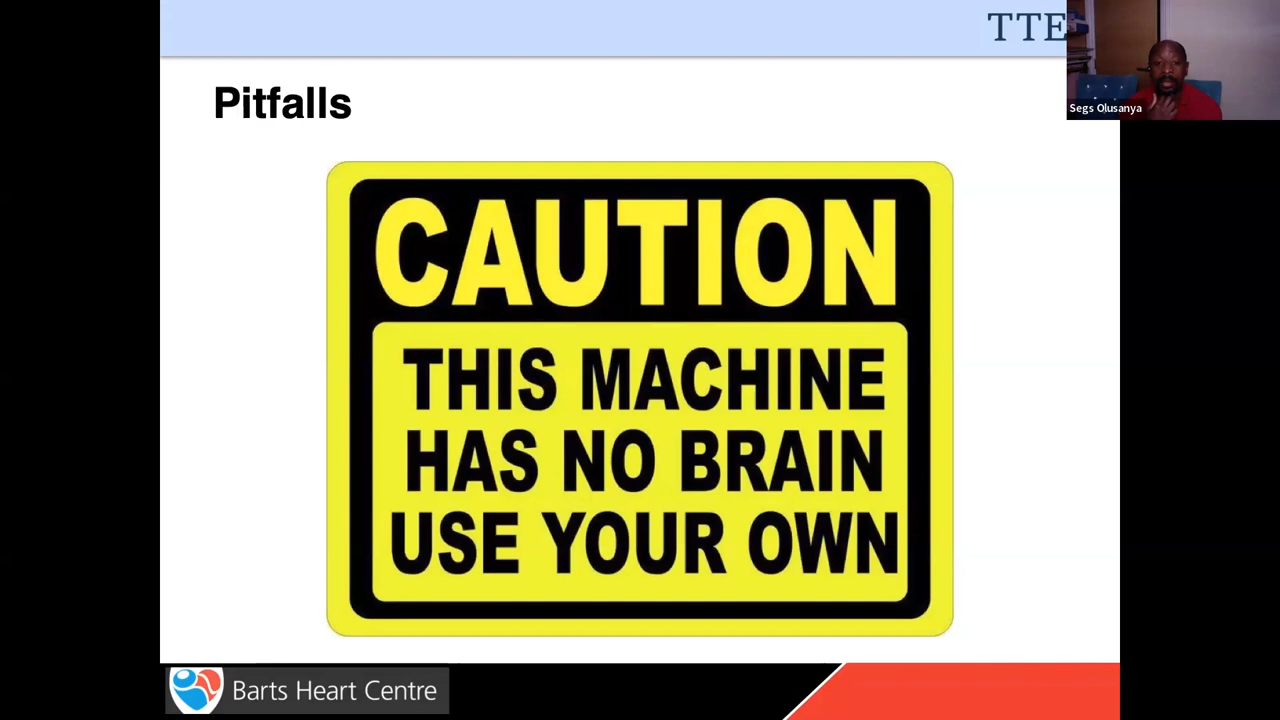 TTE
Segs Olusanya
Pitfalls
CAUTION
THIS MACHINE
HAS NO BRAIN
USE YOUR OWN
Barts Heart Centre